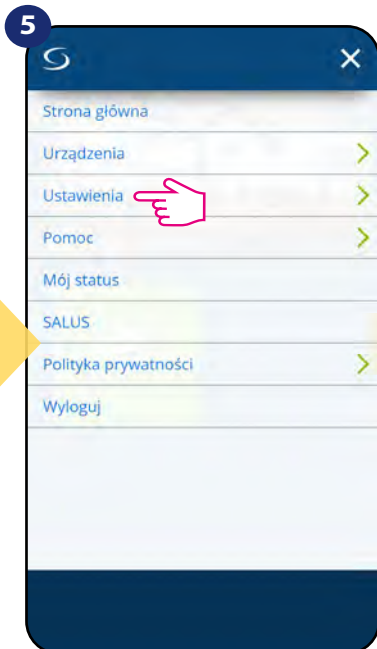 5
Strona główna
Urządzenia
Ustawienia
Pomoc
Mój status
SALUS
Polityka prywatności
Wyloguj